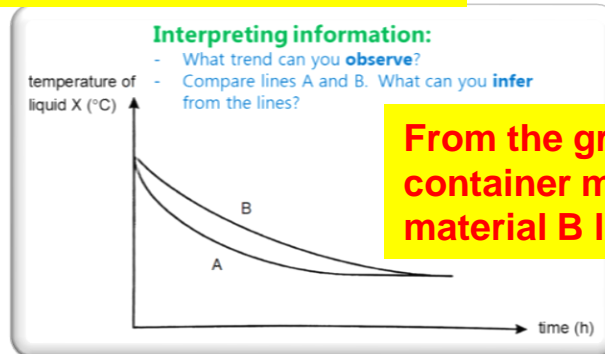 Interpreting information:
- What trend can you observe?
- Compare lines A and B. What can you infer
from the lines?
temperature of
liquid X (°C)
From the
container
material B
B
A
time (h)